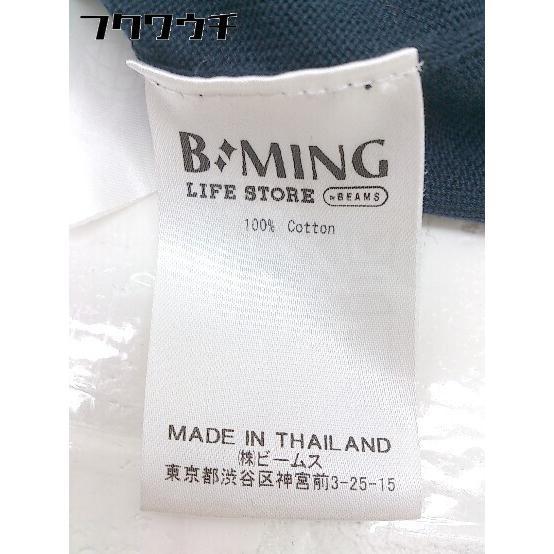 フクワウチ
B:MING
LIFE STORE by BEAMS
100% Cotton
MADE IN THAILAND
㈱ビームス
東京都渋谷区神宮前3-25-15